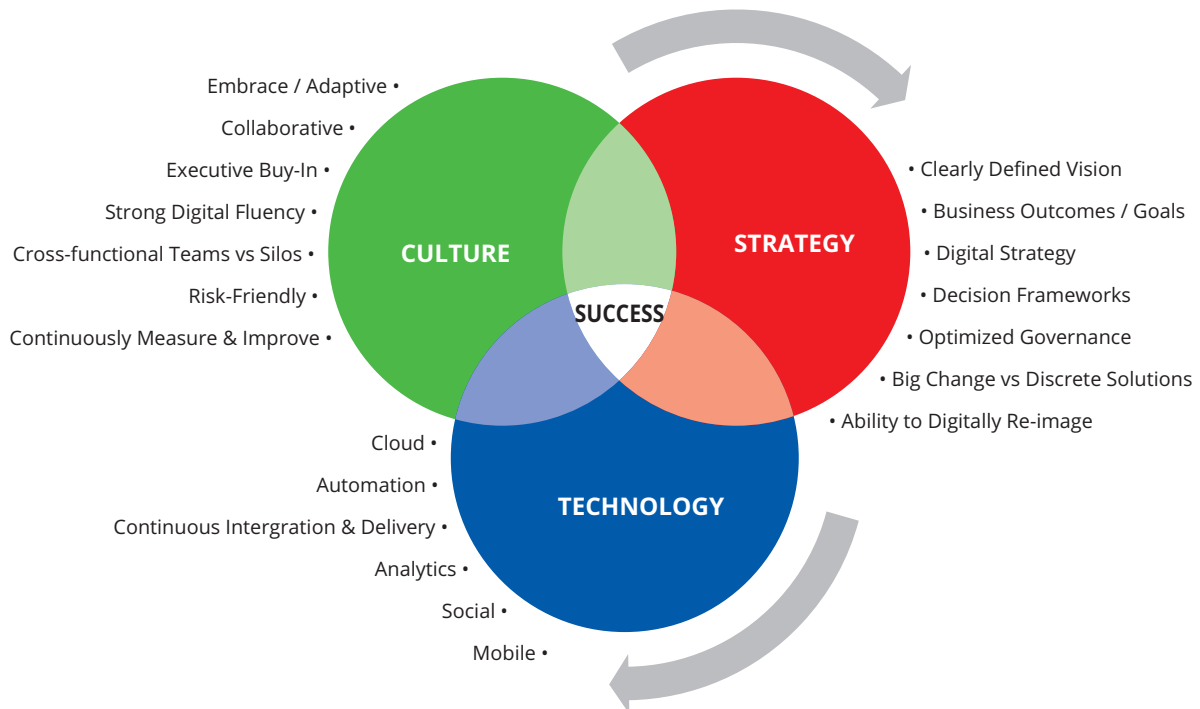 Embrace / Adaptive •
Collaborative •
Executive Buy-In •
Strong Digital Fluency •
Cross-functional Teams vs Silos •
Risk-Friendly •
Continuously Measure & Improve •
CULTURE
STRATEGY
• Clearly Defined Vision
• Business Outcomes / Goals
• Digital Strategy
• Decision Frameworks
• Optimized Governance
• Big Change vs Discrete Solutions
• Ability to Digitally Re-image
SUCCESS
TECHNOLOGY
Cloud •
Automation •
Continuous Intergration & Delivery •
Analytics •
Social •
Mobile •